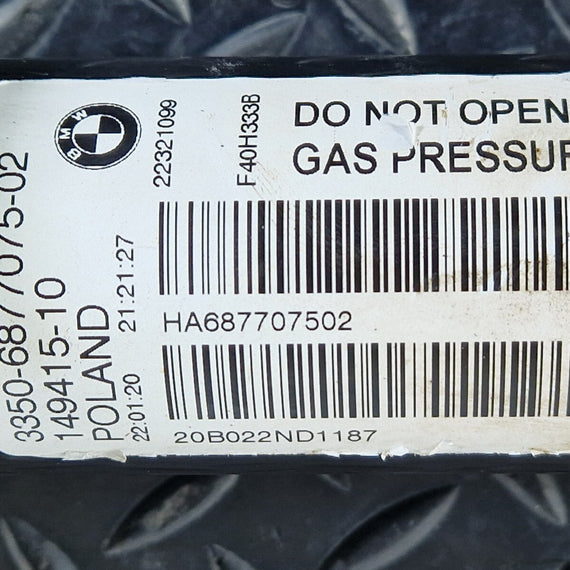 BMW
22321099
F40H333B
DO NOT OPEN
GAS PRESSUR
3350-6877075-02
149415-10
POLAND
22:01:20
21:21:27
HA687707502
20B022ND1187